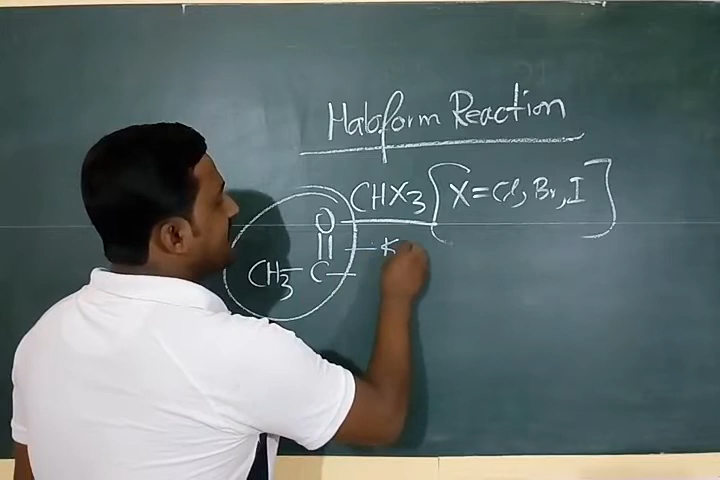 Haloform Reaction
CHX3 [X=Cl, Br, I]
O
||
CH3–C–
–K